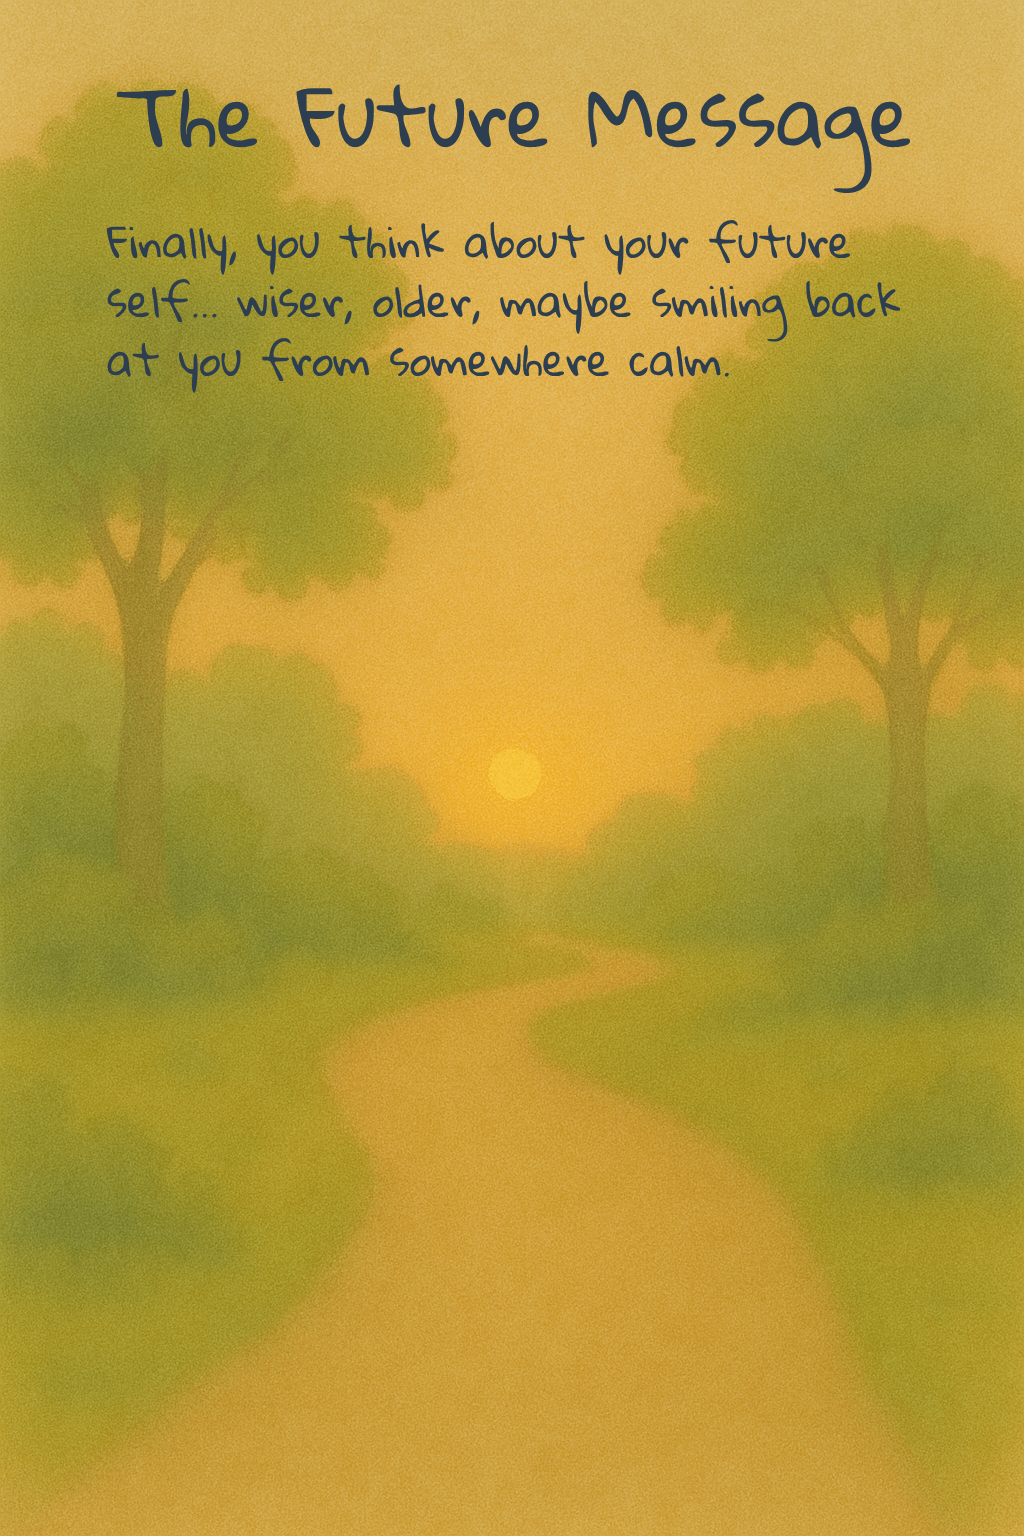 The Future Message
Finally, you think about your future
self... wiser, older, maybe smiling back
at you from somewhere calm.